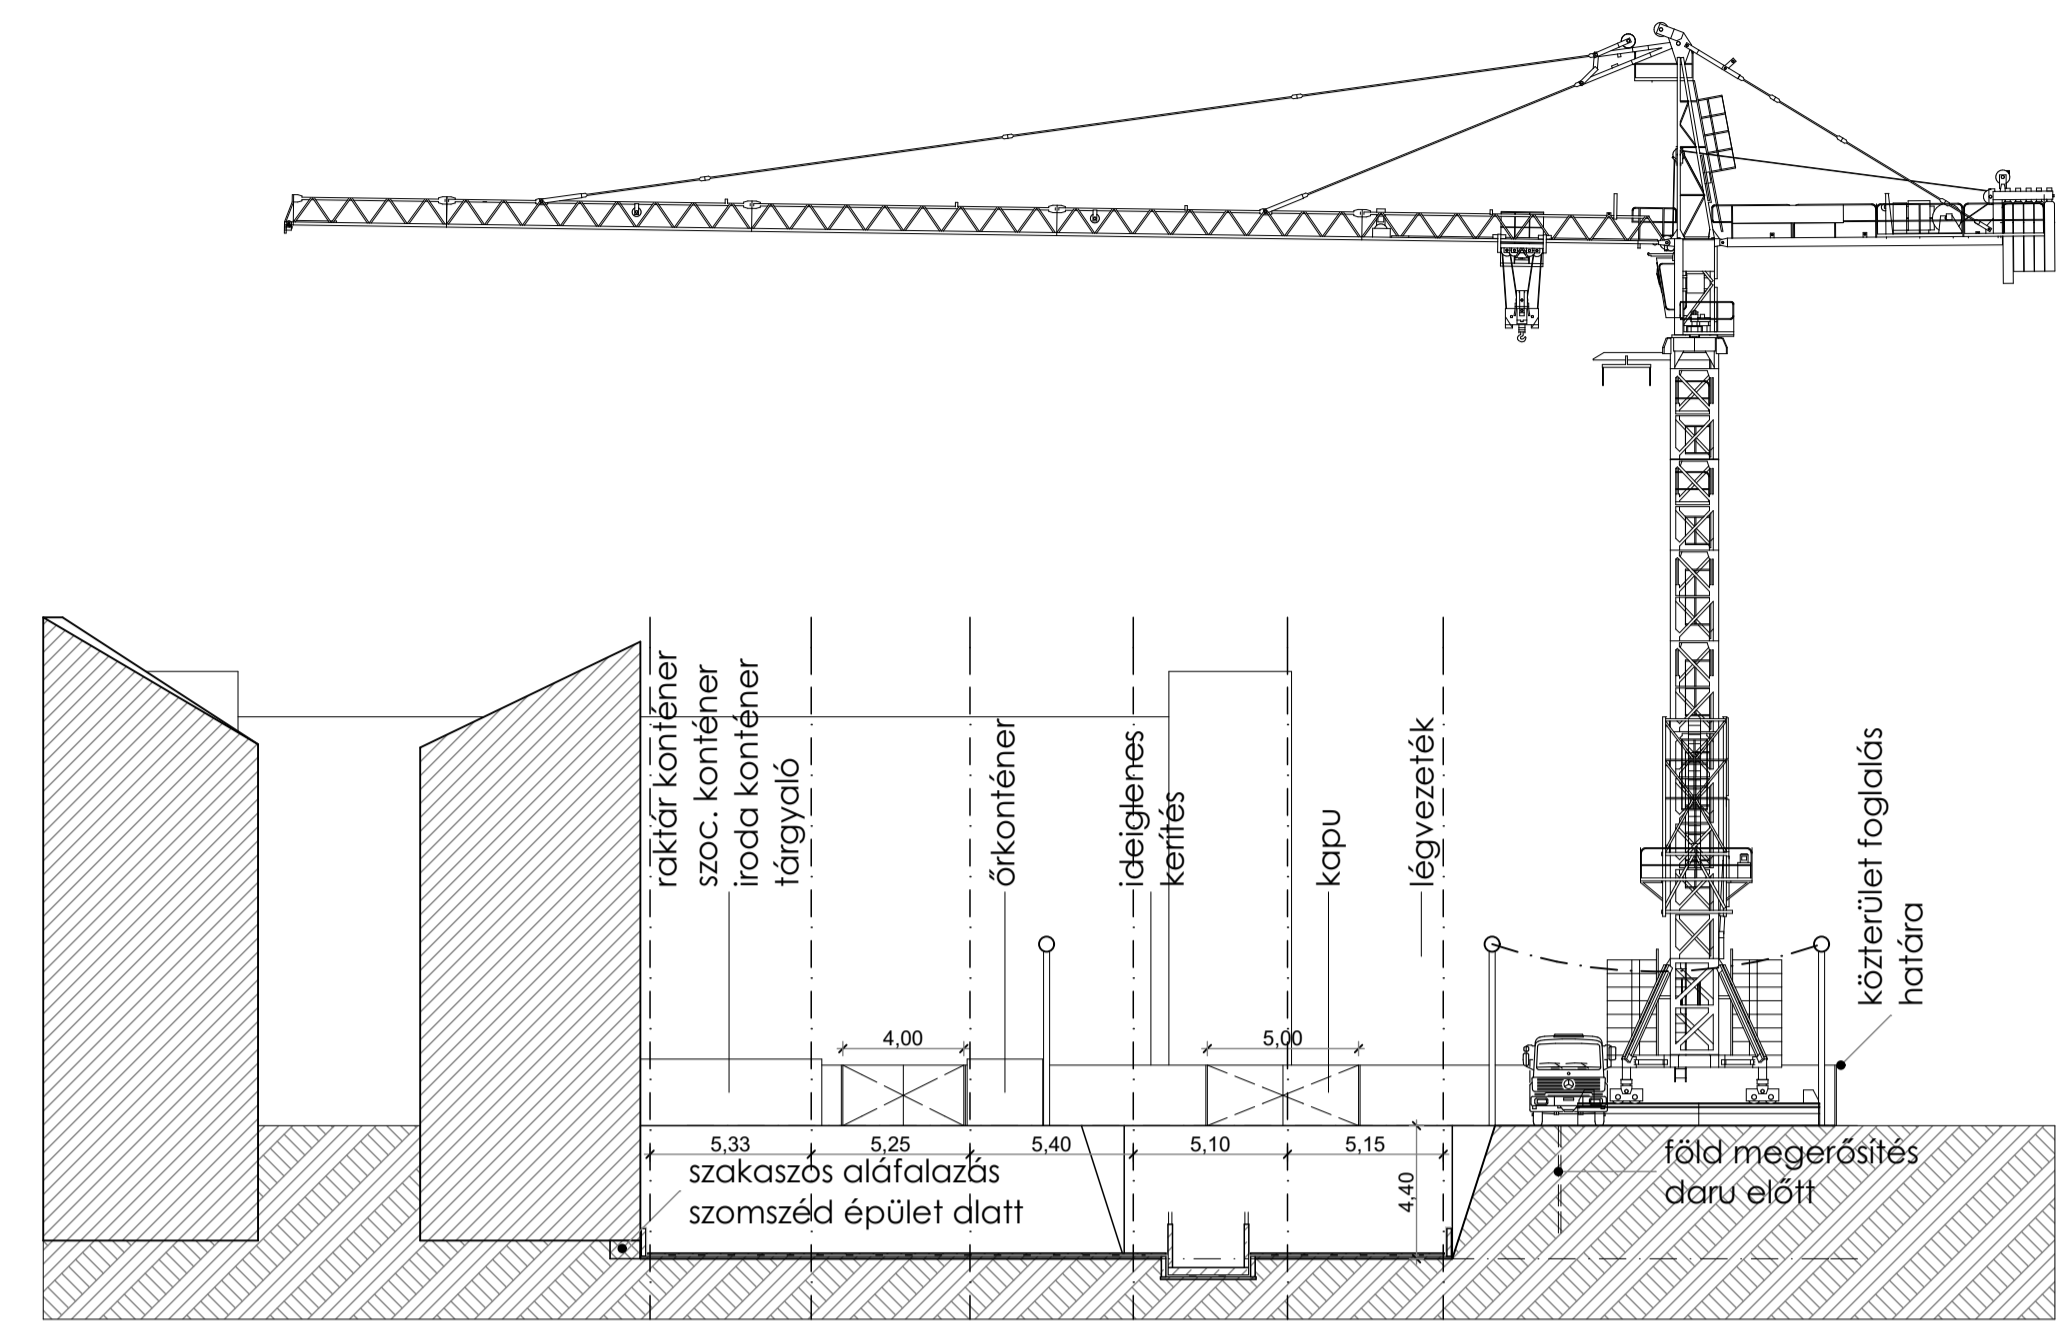 raktár konténer
szoc. konténer
iroda konténer
tárgyaló
őrkonténer
ideiglenes
kerítés
kapu
légvezeték
közterület foglalás
határa
4,00
5,00
5,33
5,25
5,40
5,10
5,15
4,40
szakaszos aláfalazás
szomszéd épület alatt
föld megerősítés
daru előtt